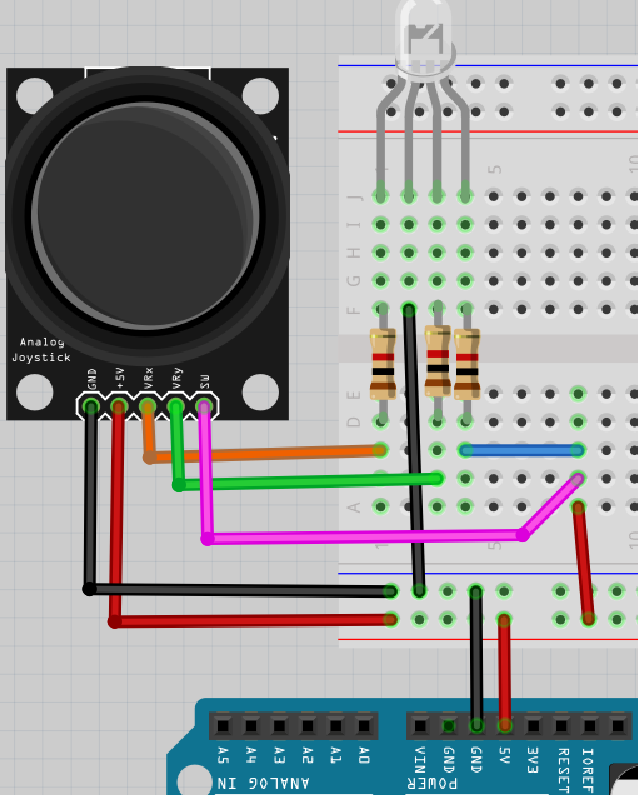 Analog
Joystick
GND
+5V
VRx
VRy
SW
1
5
10
J
I
H
G
F
E
D
A
1
5
10
A5
A4
A3
A2
A1
A0
VIN
GND
GND
5V
3V3
RESET
IOREF
ANALOG IN
POWER